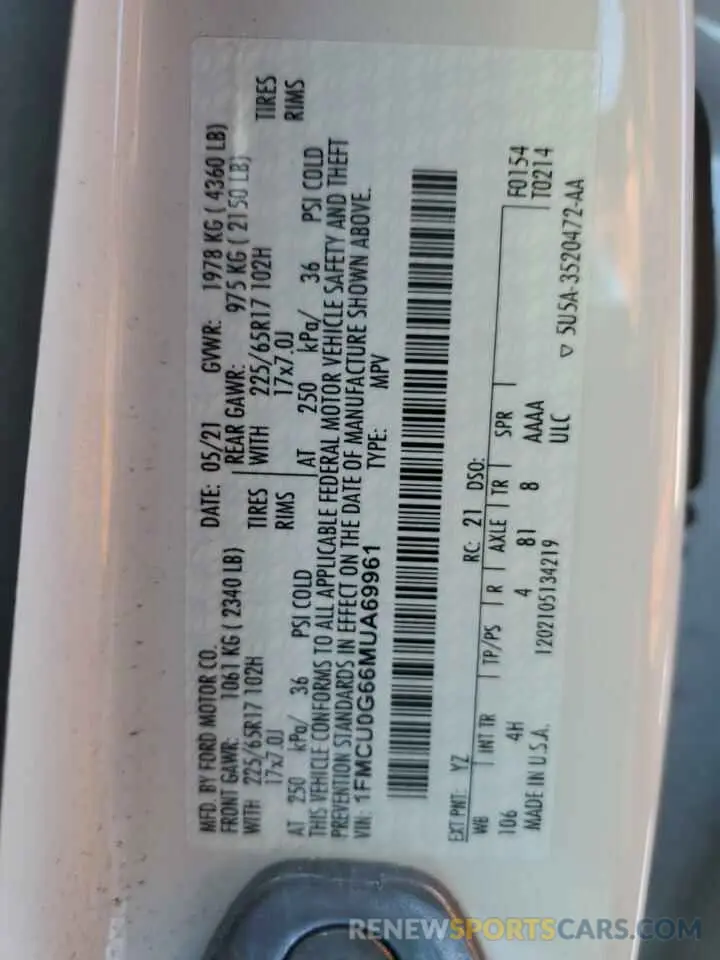 MFD. BY FORD MOTOR CO.
DATE: 05/21 GVWR: 1978 KG ( 4360 LB)
FRONT GAWR: 1061 KG ( 2340 LB) REAR GAWR: 975 KG ( 2150 LB)
WITH 225/65R17 102H TIRES WITH 225/65R17 102H TIRES
17x7.0J RIMS 17x7.0J RIMS
AT 250 kPa/ 36 PSI COLD AT 250 kPa/ 36 PSI COLD
THIS VEHICLE CONFORMS TO ALL APPLICABLE FEDERAL MOTOR VEHICLE SAFETY AND THEFT
PREVENTION STANDARDS IN EFFECT ON THE DATE OF MANUFACTURE SHOWN ABOVE.
VIN: 1FMCU0G66MUA69961 TYPE: MPV
EXT PNT: YZ RC: 21 DSO:
WB INT TR TP/PS R AXLE TR SPR F0154
106 4H 4 81 8 AAAA T0214
MADE IN U.S.A. 1202105134219 ULC
▽ 5U5A-3520472-AA
RENEWSPORTSCARS.COM